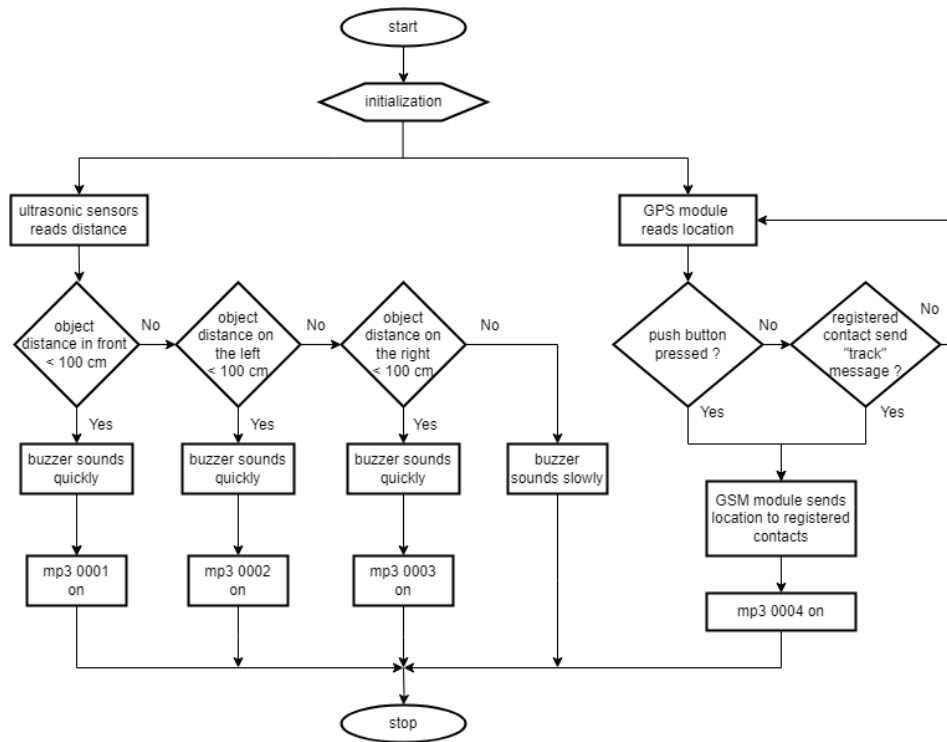 start
initialization
ultrasonic sensors
reads distance
GPS module
reads location
object
distance in front
< 100 cm
No
Yes
object
distance on
the left
< 100 cm
No
Yes
object
distance on
the right
< 100 cm
No
Yes
push button
pressed ?
No
Yes
registered
contact send
"track"
message ?
No
Yes
buzzer sounds
quickly
buzzer sounds
quickly
buzzer sounds
quickly
buzzer
sounds slowly
GSM module sends
location to registered
contacts
mp3 0001
on
mp3 0002
on
mp3 0003
on
mp3 0004 on
stop